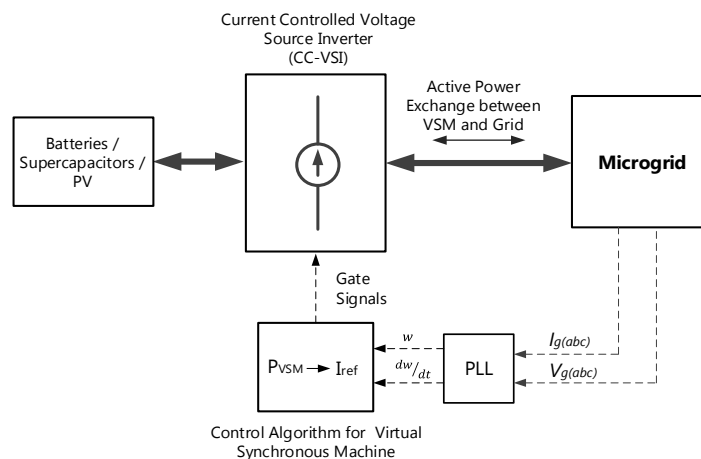 Current Controlled Voltage
Source Inverter
(CC-VSI)
Active Power
Exchange between
VSM and Grid
Batteries /
Supercapacitors /
PV
Microgrid
Gate
Signals
PVSM Iref
w
dw/dt
PLL
Ig(abc)
Vg(abc)
Control Algorithm for Virtual
Synchronous Machine